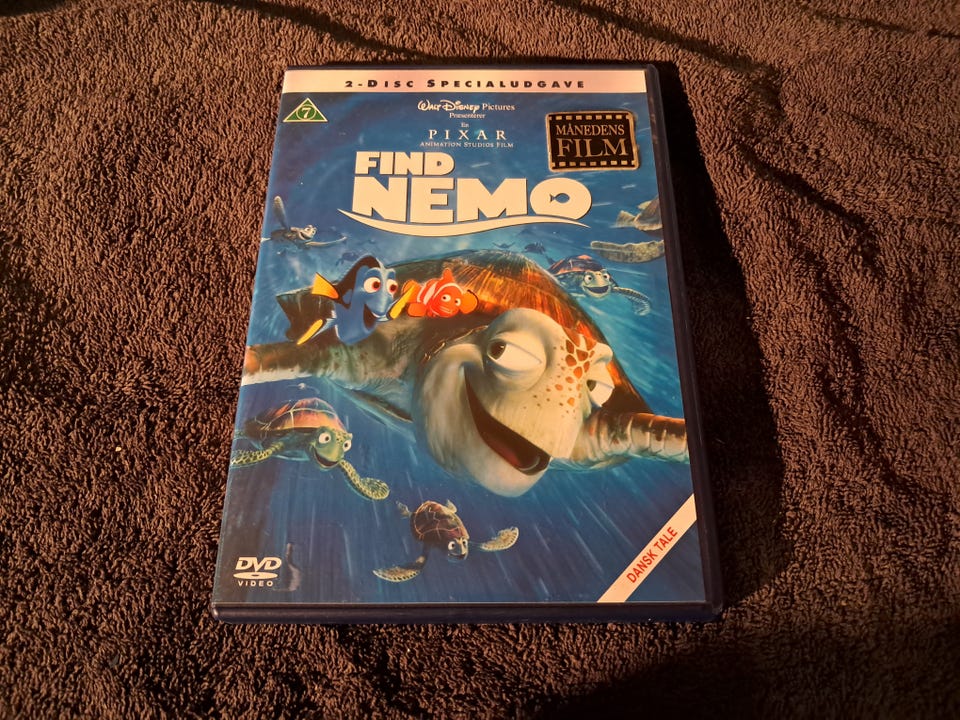 2-DISC SPECIALUDGAVE
7
WALT DISNEY Pictures
Præsenterer
En
PIXAR
ANIMATION STUDIOS FILM
MÅNEDENS
FILM
FIND
NEMO
DANSK TALE
DVD
VIDEO